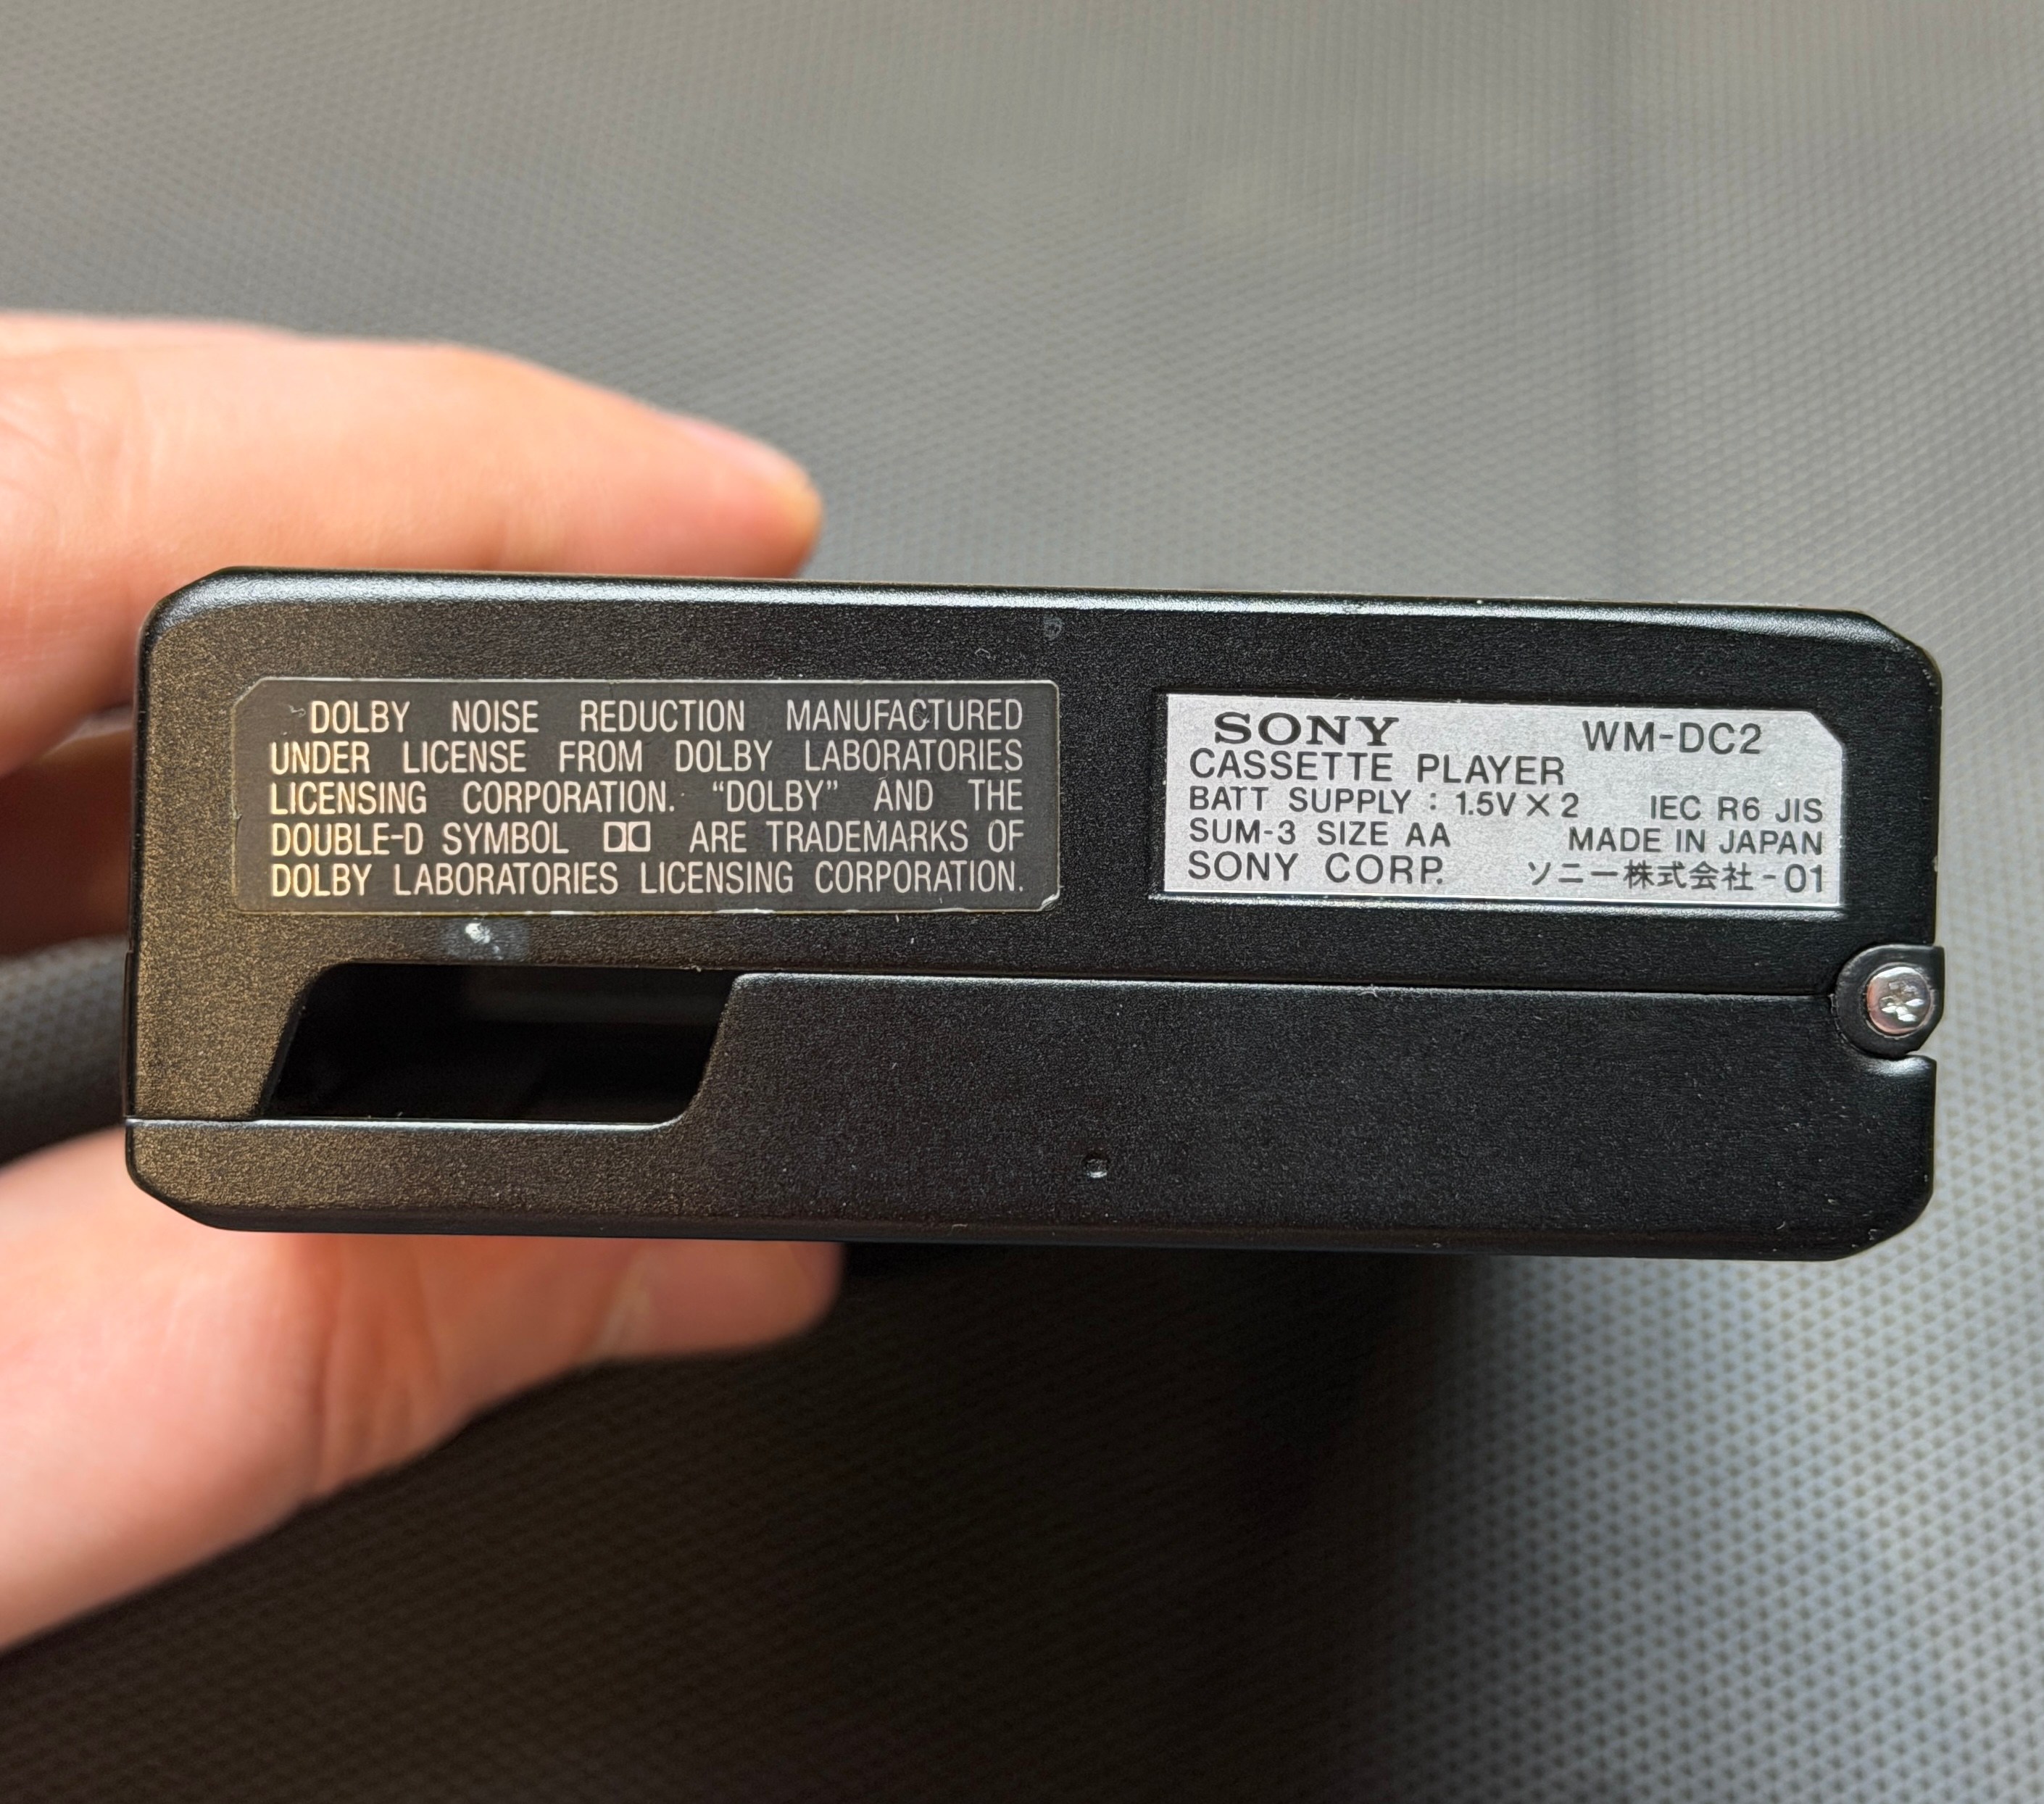 DOLBY NOISE REDUCTION MANUFACTURED
UNDER LICENSE FROM DOLBY LABORATORIES
LICENSING CORPORATION. “DOLBY” AND THE
DOUBLE-D SYMBOL ARE TRADEMARKS OF
DOLBY LABORATORIES LICENSING CORPORATION.
SONY WM-DC2
CASSETTE PLAYER
BATT SUPPLY : 1.5V X 2 IEC R6 JIS
SUM-3 SIZE AA MADE IN JAPAN
SONY CORP. ソニー株式会社-01